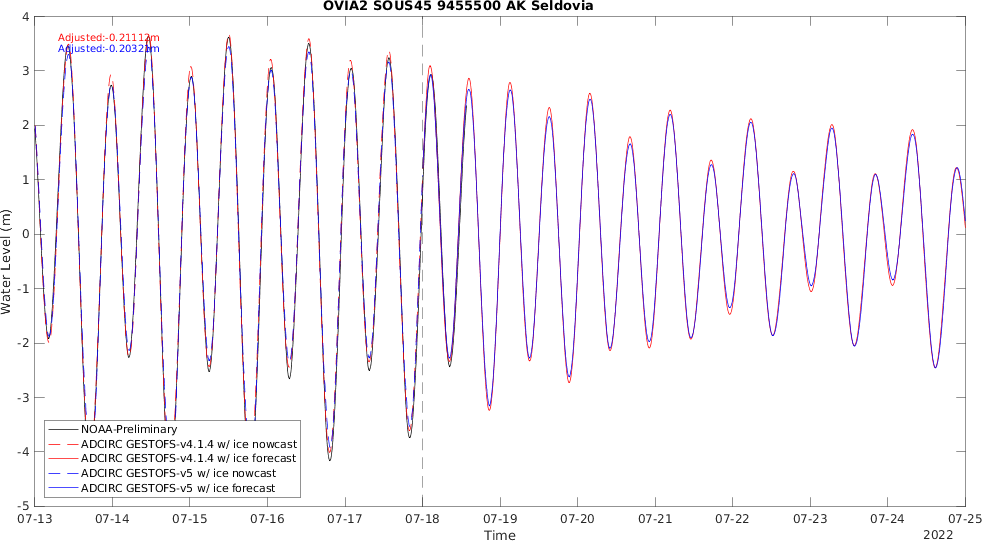 OVIA2 SOUS45 9455500 AK Seldovia
Adjusted:-0.21112m
Adjusted:-0.20321m
Water Level (m)
4
3
2
1
0
-1
-2
-3
-4
-5
NOAA-Preliminary
ADCIRC GESTOFS-v4.1.4 w/ ice nowcast
ADCIRC GESTOFS-v4.1.4 w/ ice forecast
ADCIRC GESTOFS-v5 w/ ice nowcast
ADCIRC GESTOFS-v5 w/ ice forecast
07-13 07-14 07-15 07-16 07-17 07-18 07-19 07-20 07-21 07-22 07-23 07-24 07-25
Time
2022